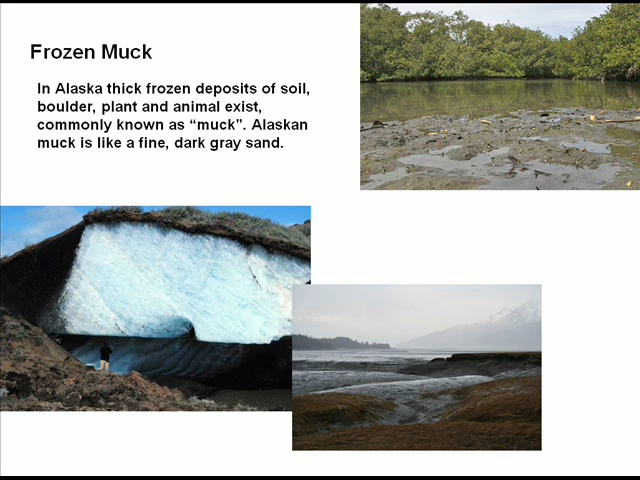 Frozen Muck
In Alaska thick frozen deposits of soil,
boulder, plant and animal exist,
commonly known as “muck”. Alaskan
muck is like a fine, dark gray sand.